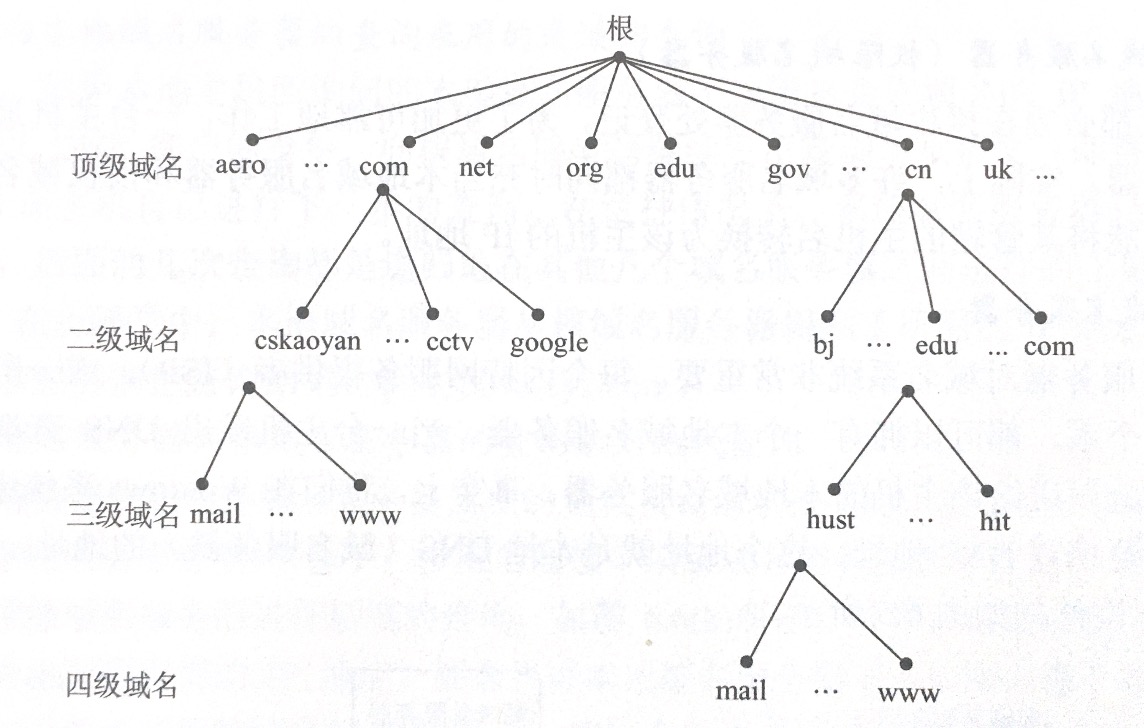 根
顶级域名 aero … com net org edu gov … cn uk ...
二级域名 cskaoyan … cctv google bj … edu ... com
三级域名 mail … www hust … hit
四级域名 mail … www